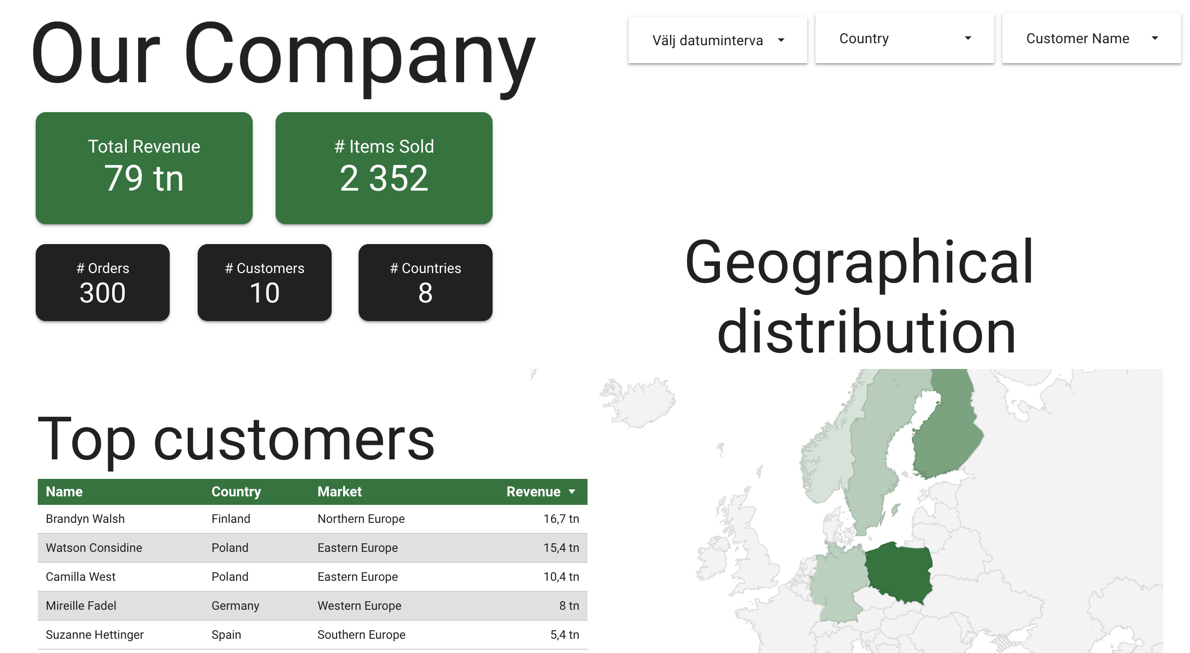 Our Company
Välj datuminterva
Country
Customer Name
Total Revenue
79 tn
# Items Sold
2 352
# Orders
300
# Customers
10
# Countries
8
Geographical
distribution
Top customers
Name Country Market Revenue
Brandyn Walsh Finland Northern Europe 16,7 tn
Watson Considine Poland Eastern Europe 15,4 tn
Camilla West Poland Eastern Europe 10,4 tn
Mireille Fadel Germany Western Europe 8 tn
Suzanne Hettinger Spain Southern Europe 5,4 tn